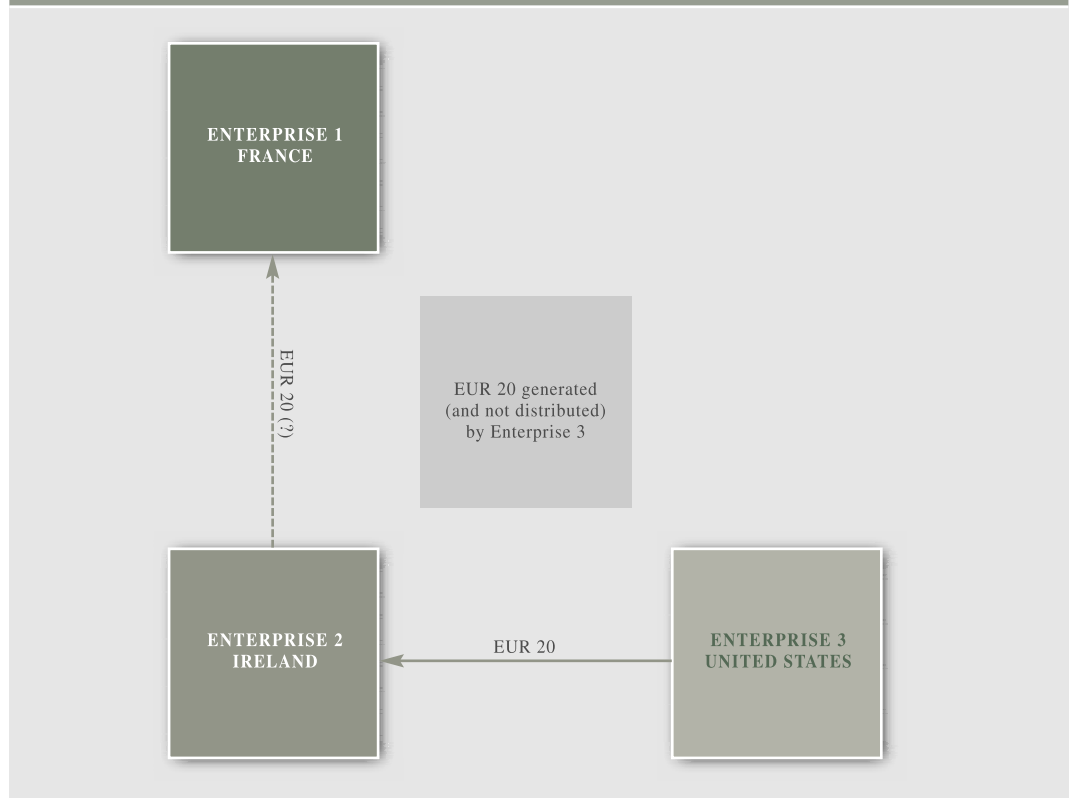 ENTERPRISE 1
FRANCE
EUR 20 (?)
EUR 20 generated
(and not distributed)
by Enterprise 3
ENTERPRISE 2
IRELAND
EUR 20
ENTERPRISE 3
UNITED STATES